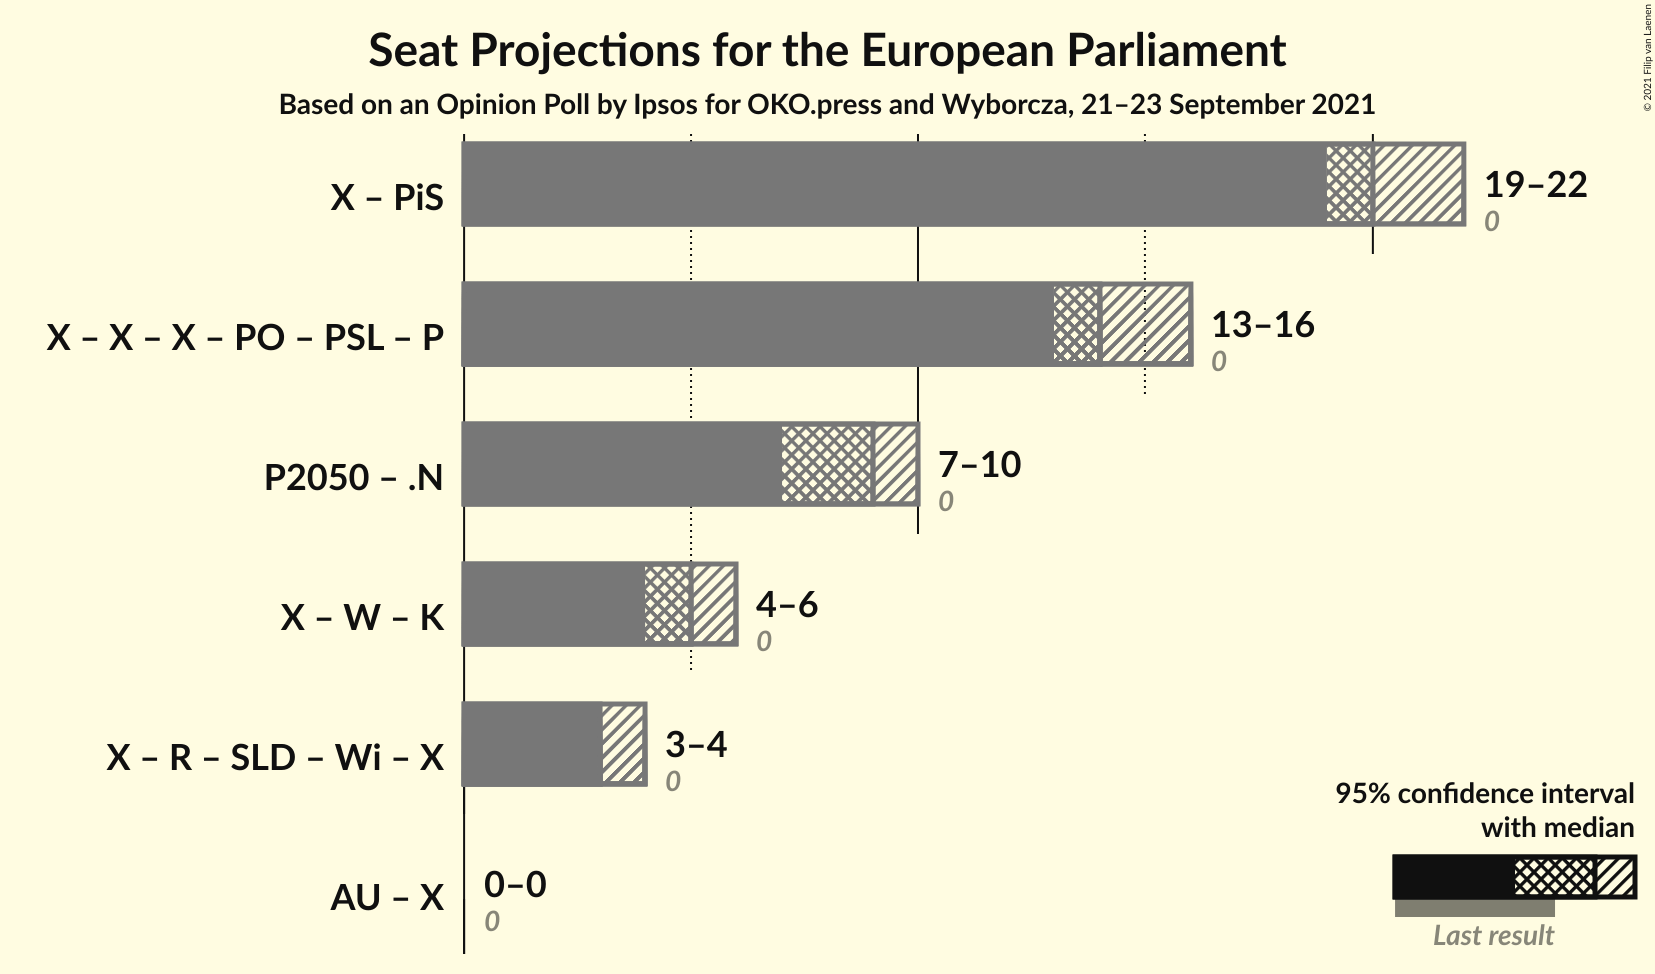 Seat Projections for the European Parliament
Based on an Opinion Poll by Ipsos for OKO.press and Wyborcza, 21–23 September 2021
© 2021 Filip van Laenen
X – PiS
19–22
0
X – X – X – PO – PSL – P
13–16
0
P2050 – .N
7–10
0
X – W – K
4–6
0
X – R – SLD – Wi – X
3–4
0
AU – X
0–0
0
95% confidence interval
with median
Last result